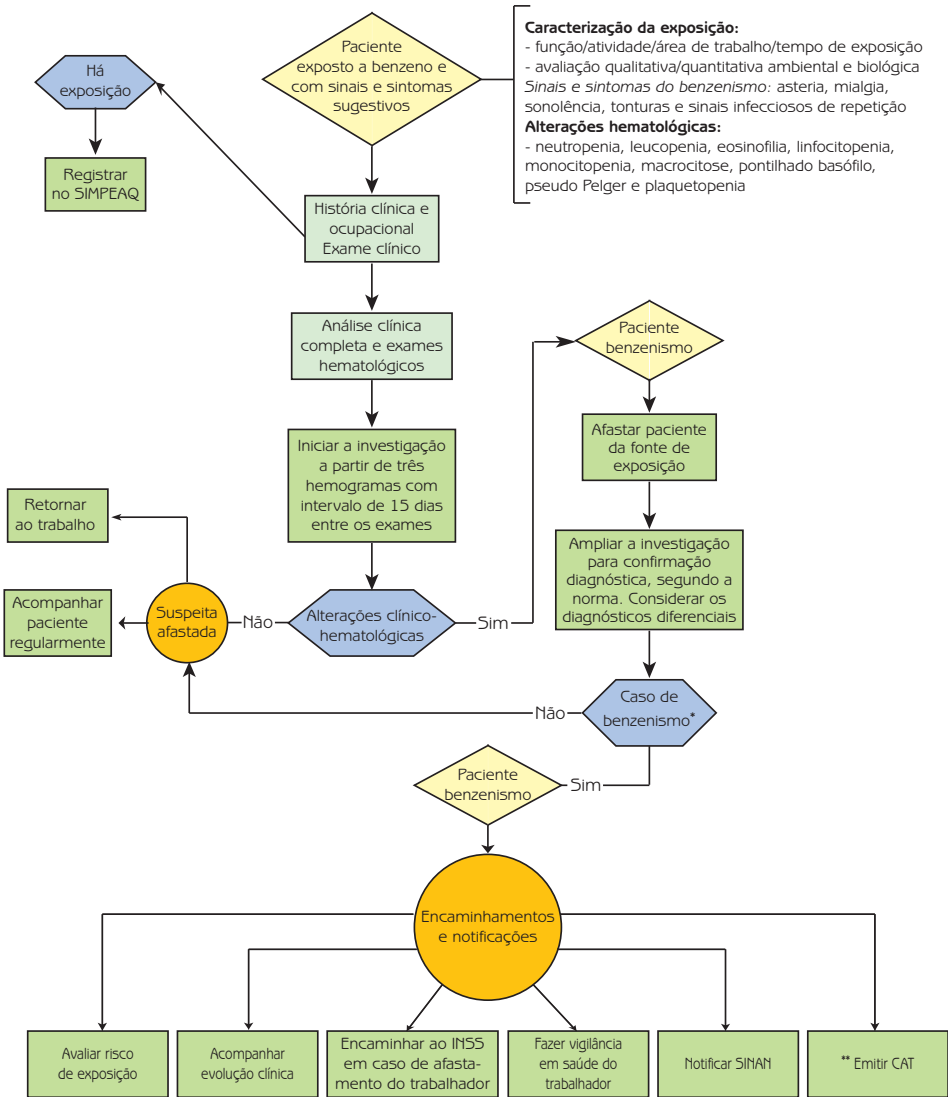 Há
exposição
Registrar
no SIMPEAQ
Paciente
exposto a benzeno e
com sinais e sintomas
sugestivos
Caracterização da exposição:
- função/atividade/área de trabalho/tempo de exposição
- avaliação qualitativa/quantitativa ambiental e biológica
Sinais e sintomas do benzenismo: asteria, mialgia,
sonolência, tonturas e sinais infecciosos de repetição
Alterações hematológicas:
- neutropenia, leucopenia, eosinofilia, linfocitopenia,
monocitopenia, macrocitose, pontilhado basófilo,
pseudo Pelger e plaquetopenia
História clínica e
ocupacional
Exame clínico
Análise clínica
completa e exames
hematológicos
Iniciar a investigação
a partir de três
hemogramas com
intervalo de 15 dias
entre os exames
Alterações clínico-
hematológicas
Não
Suspeita
afastada
Retornar
ao trabalho
Acompanhar
paciente
regularmente
Sim
Paciente
benzenismo
Afastar paciente
da fonte de
exposição
Ampliar a investigação
para confirmação
diagnóstica, segundo a
norma. Considerar os
diagnósticos diferenciais
Caso de
benzenismo*
Não
Sim
Paciente
benzenismo
Encaminhamentos
e notificações
Avaliar risco
de exposição
Acompanhar
evolução clínica
Encaminhar ao INSS
em caso de afasta-
mento do trabalhador
Fazer vigilância
em saúde do
trabalhador
Notificar SINAN
** Emitir CAT